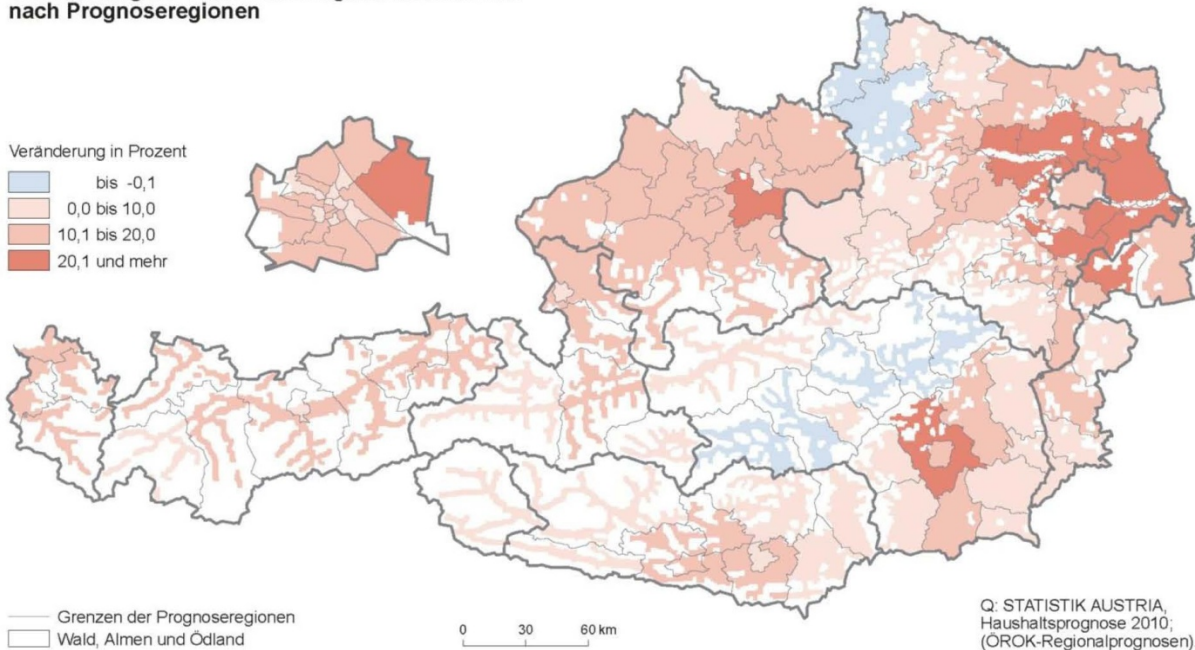 nach Prognoseregionen
Veränderung in Prozent
bis -0,1
0,0 bis 10,0
10,1 bis 20,0
20,1 und mehr
Grenzen der Prognoseregionen
Wald, Almen und Ödland
0 30 60 km
Q: STATISTIK AUSTRIA,
Haushaltsprognose 2010;
(ÖROK-Regionalprognosen)